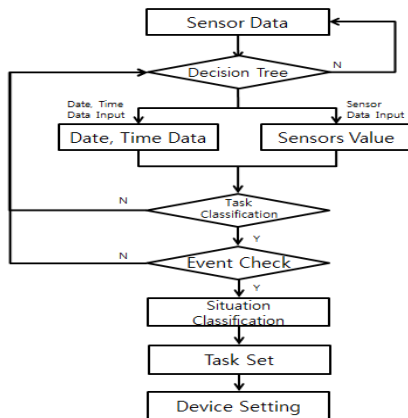 Sensor Data
N
Decision Tree
Date, Time
Data Input
Sensor
Data Input
Date, Time Data
Sensors Value
N
Task
Classification
Y
N
Event Check
Y
Situation
Classification
Task Set
Device Setting